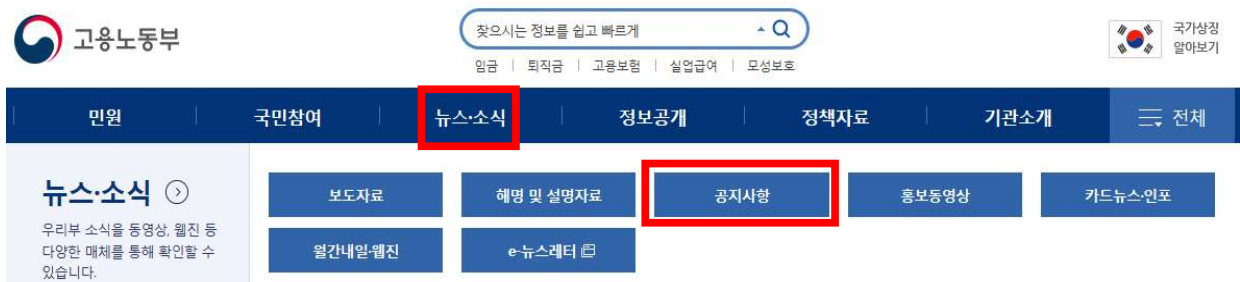 고용노동부
찾으시는 정보를 쉽고 빠르게
임금 | 퇴직금 | 고용보험 | 실업급여 | 모성보호
국가상징
알아보기
민원 국민참여 뉴스·소식 정보공개 정책자료 기관소개 전체
뉴스·소식
우리부 소식을 동영상, 웹진 등
다양한 매체를 통해 확인할 수
있습니다.
보도자료 해명 및 설명자료 공지사항 홍보동영상 카드뉴스·인포
월간내일·웹진 e-뉴스레터